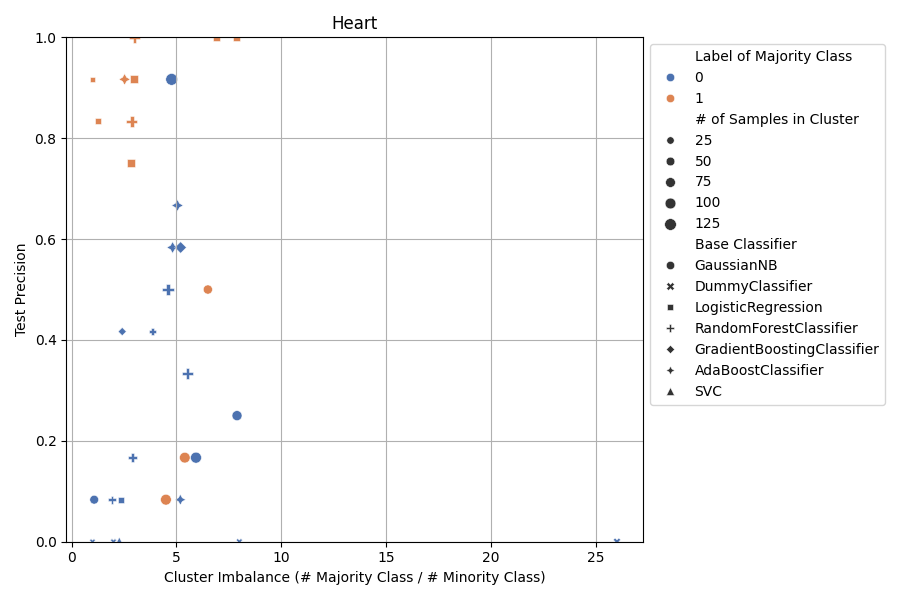 Heart
1.0
0.8
0.6
0.4
0.2
0.0
Test Precision
0
5
10
15
20
25
Cluster Imbalance (# Majority Class / # Minority Class)
Label of Majority Class
0
1
# of Samples in Cluster
25
50
75
100
125
Base Classifier
GaussianNB
DummyClassifier
LogisticRegression
RandomForestClassifier
GradientBoostingClassifier
AdaBoostClassifier
SVC